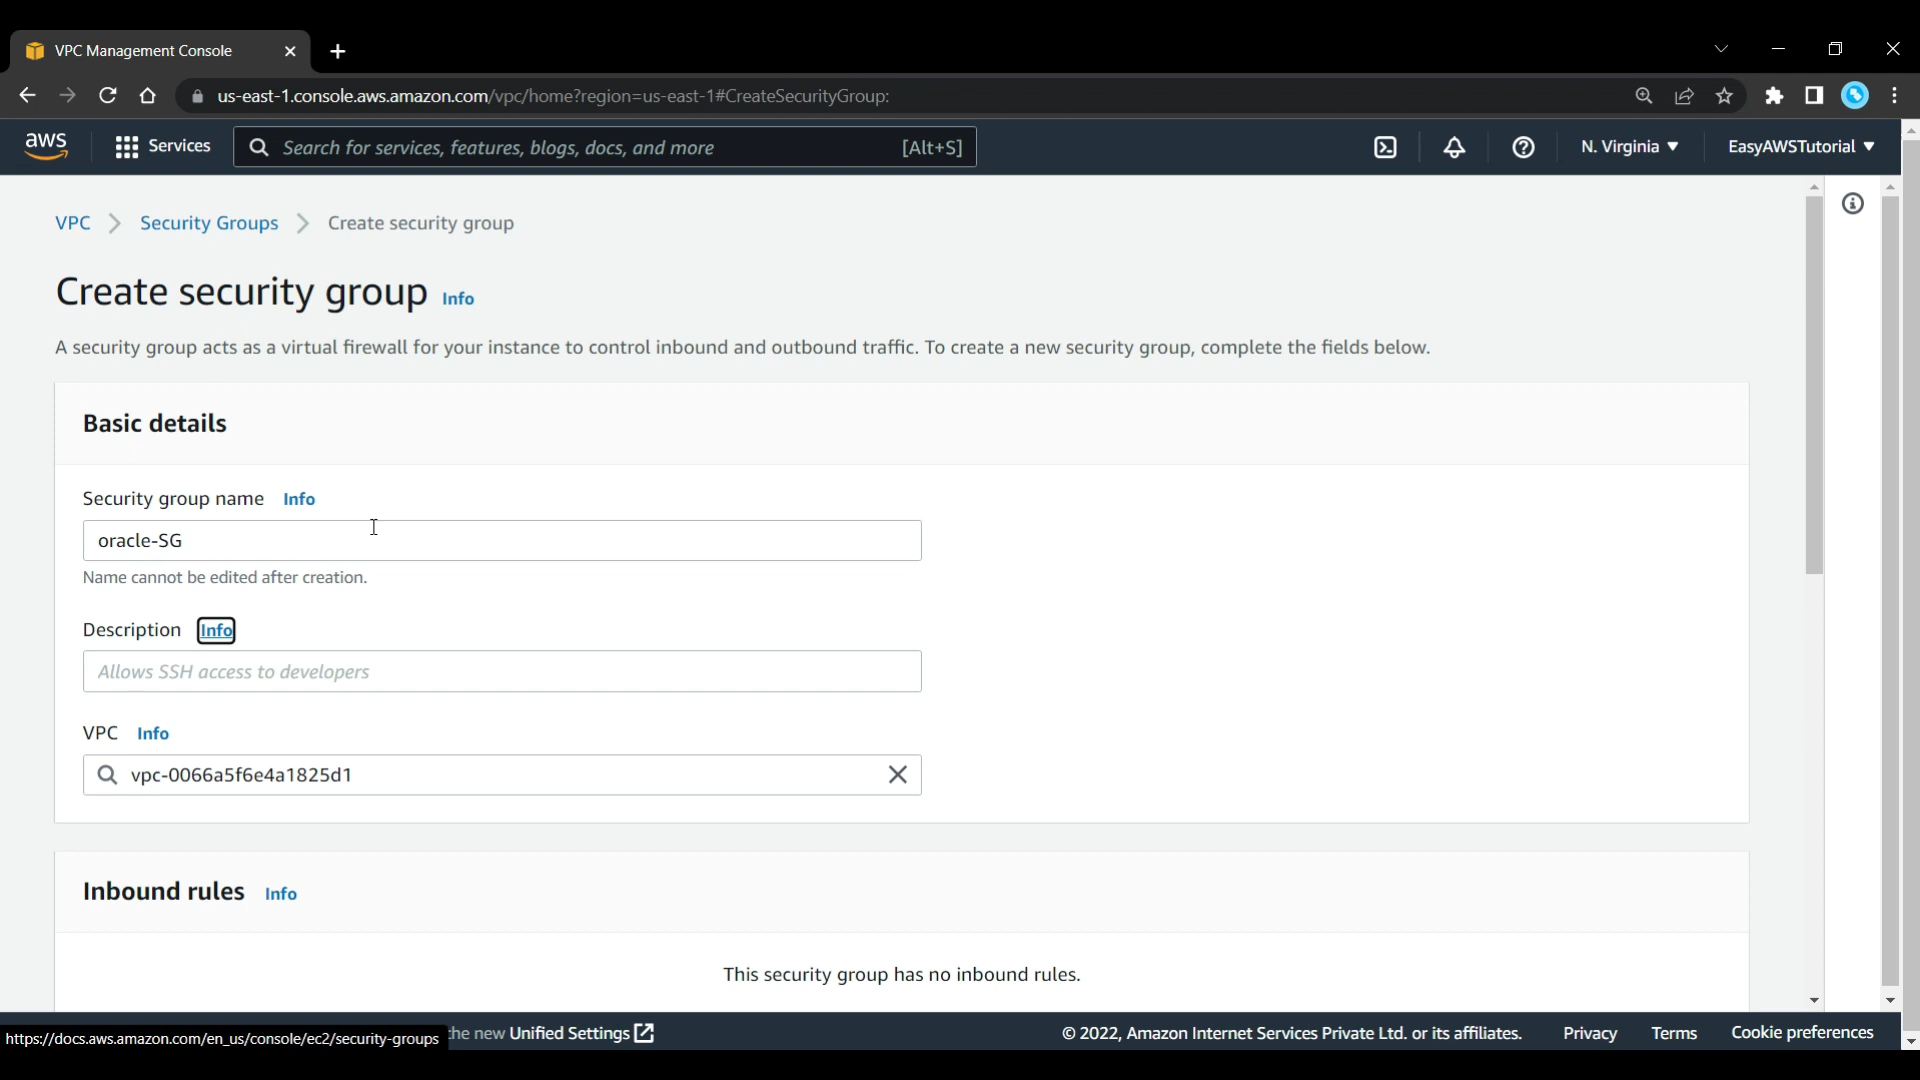 VPC Management Console
us-east-1.console.aws.amazon.com/vpc/home?region=us-east-1#CreateSecurityGroup:
aws Services Search for services, features, blogs, docs, and more [Alt+S] N. Virginia EasyAWSTutorial
VPC Security Groups Create security group
Create security group Info
A security group acts as a virtual firewall for your instance to control inbound and outbound traffic. To create a new security group, complete the fields below.
Basic details
Security group name Info
oracle-SG
Name cannot be edited after creation.
Description Info
Allows SSH access to developers
VPC Info
vpc-0066a5f6e4a1825d1
Inbound rules Info
This security group has no inbound rules.
https://docs.aws.amazon.com/en_us/console/ec2/security-groups the new Unified Settings © 2022, Amazon Internet Services Private Ltd. or its affiliates. Privacy Terms Cookie preferences